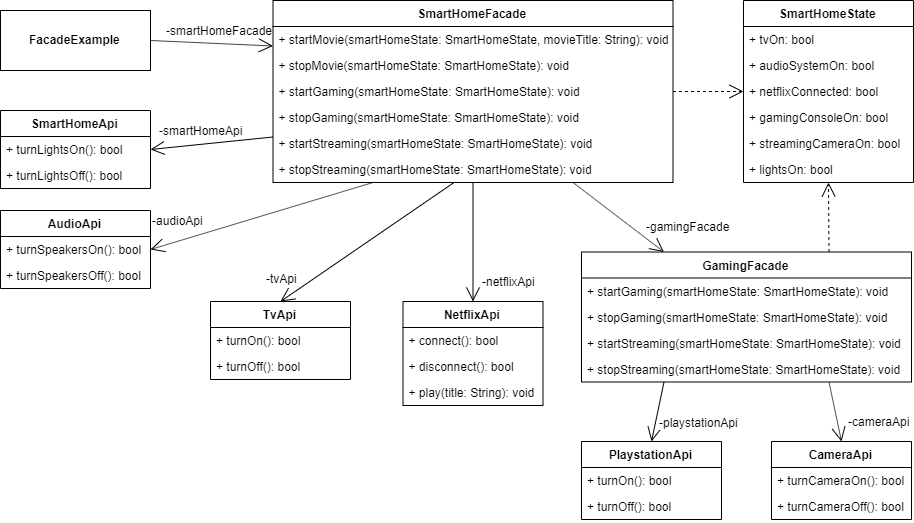 FacadeExample
-smartHomeFacade
SmartHomeFacade
+ startMovie(smartHomeState: SmartHomeState, movieTitle: String): void
+ stopMovie(smartHomeState: SmartHomeState): void
+ startGaming(smartHomeState: SmartHomeState): void
+ stopGaming(smartHomeState: SmartHomeState): void
+ startStreaming(smartHomeState: SmartHomeState): void
+ stopStreaming(smartHomeState: SmartHomeState): void
SmartHomeState
+ tvOn: bool
+ audioSystemOn: bool
+ netflixConnected: bool
+ gamingConsoleOn: bool
+ streamingCameraOn: bool
+ lightsOn: bool
-smartHomeApi
SmartHomeApi
+ turnLightsOn(): bool
+ turnLightsOff(): bool
-audioApi
AudioApi
+ turnSpeakersOn(): bool
+ turnSpeakersOff(): bool
-tvApi
TvApi
+ turnOn(): bool
+ turnOff(): bool
-netflixApi
NetflixApi
+ connect(): bool
+ disconnect(): bool
+ play(title: String): void
-gamingFacade
GamingFacade
+ startGaming(smartHomeState: SmartHomeState): void
+ stopGaming(smartHomeState: SmartHomeState): void
+ startStreaming(smartHomeState: SmartHomeState): void
+ stopStreaming(smartHomeState: SmartHomeState): void
-playstationApi
PlaystationApi
+ turnOn(): bool
+ turnOff(): bool
-cameraApi
CameraApi
+ turnCameraOn(): bool
+ turnCameraOff(): bool